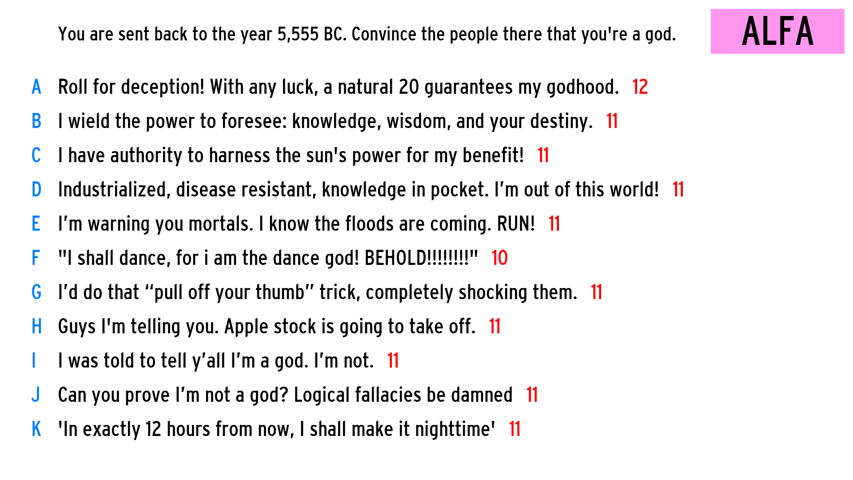 You are sent back to the year 5,555 BC. Convince the people there that you're a god.
ALFA
A Roll for deception! With any luck, a natural 20 guarantees my godhood. 12
B I wield the power to foresee: knowledge, wisdom, and your destiny. 11
C I have authority to harness the sun's power for my benefit! 11
D Industrialized, disease resistant, knowledge in pocket. I’m out of this world! 11
E I’m warning you mortals. I know the floods are coming. RUN! 11
F "I shall dance, for i am the dance god! BEHOLD!!!!!!!!" 10
G I’d do that “pull off your thumb” trick, completely shocking them. 11
H Guys I'm telling you. Apple stock is going to take off. 11
I I was told to tell y’all I’m a god. I’m not. 11
J Can you prove I’m not a god? Logical fallacies be damned 11
K 'In exactly 12 hours from now, I shall make it nighttime' 11